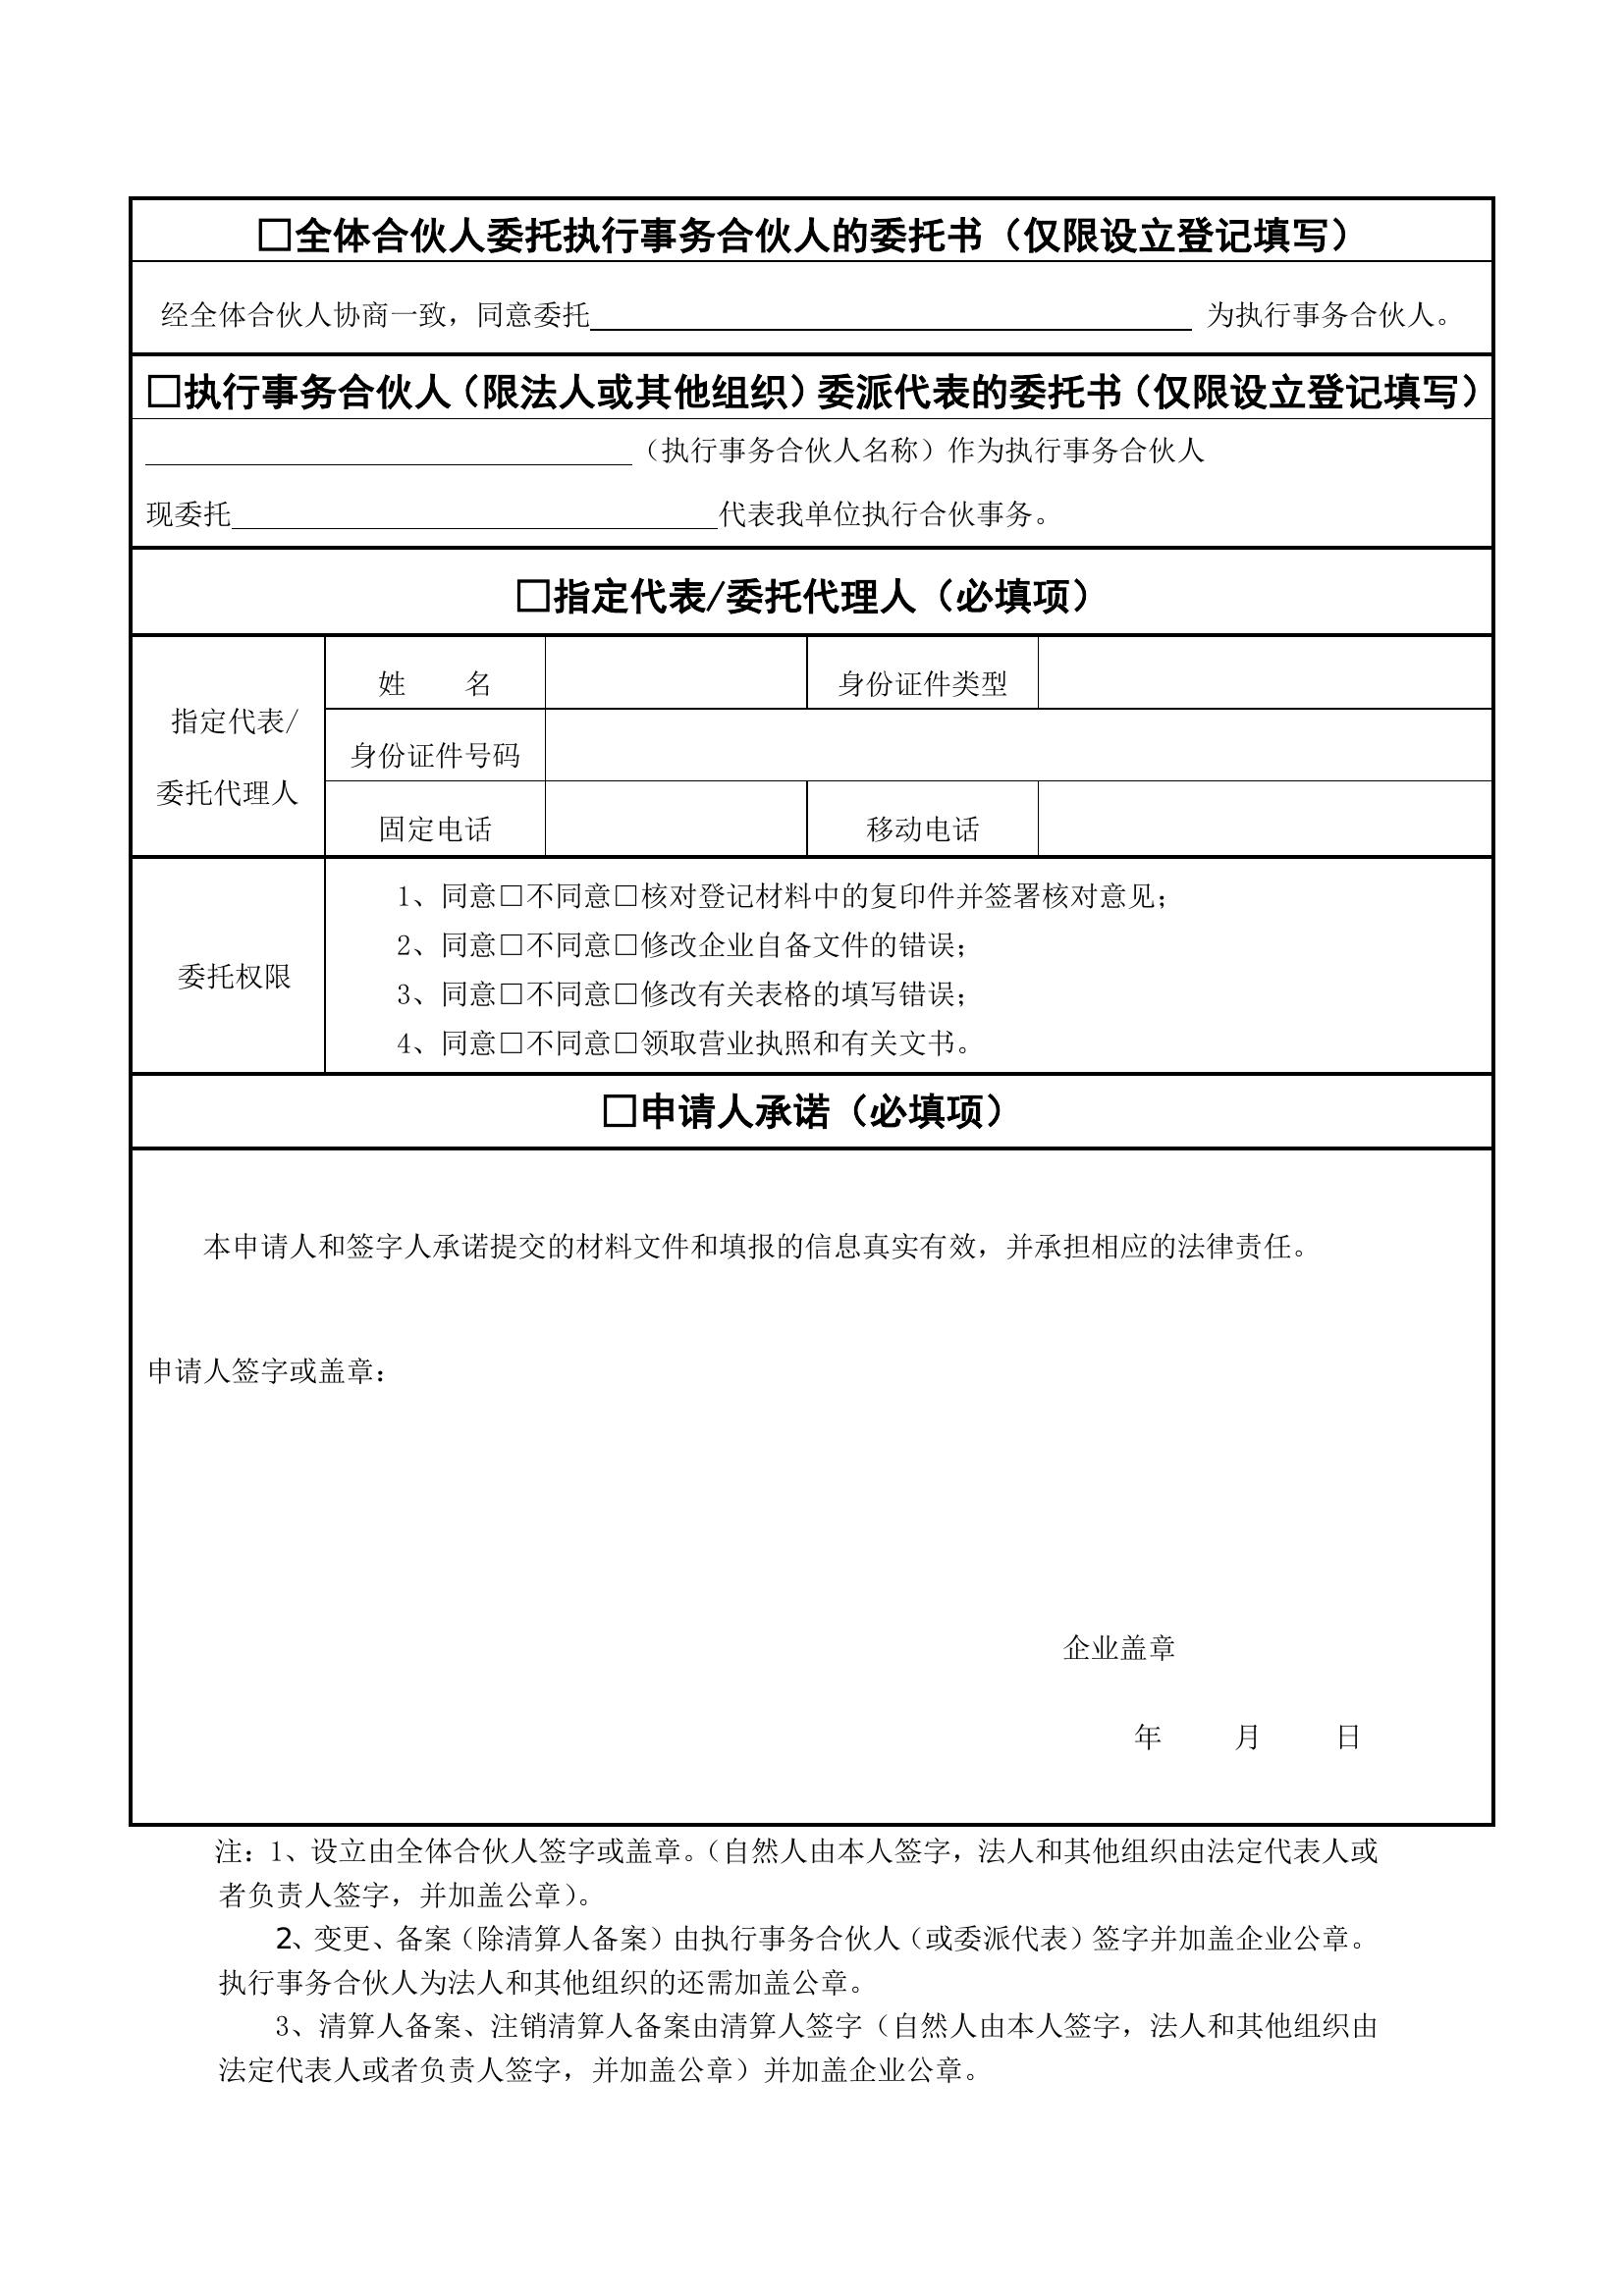 □全体合伙人委托执行事务合伙人的委托书（仅限设立登记填写）
经全体合伙人协商一致，同意委托____________________ 为执行事务合伙人。
□执行事务合伙人（限法人或其他组织）委派代表的委托书（仅限设立登记填写）
____________________（执行事务合伙人名称）作为执行事务合伙人
现委托____________________代表我单位执行合伙事务。
□指定代表/委托代理人（必填项）
指定代表/
委托代理人
姓　　名
身份证件类型
身份证件号码
固定电话
移动电话
委托权限
1、同意□不同意□核对登记材料中的复印件并签署核对意见；
2、同意□不同意□修改企业自备文件的错误；
3、同意□不同意□修改有关表格的填写错误；
4、同意□不同意□领取营业执照和有关文书。
□申请人承诺（必填项）
本申请人和签字人承诺提交的材料文件和填报的信息真实有效，并承担相应的法律责任。
申请人签字或盖章：
企业盖章
年　　月　　日
注：1、设立由全体合伙人签字或盖章。（自然人由本人签字，法人和其他组织由法定代表人或
者负责人签字，并加盖公章）。
2、变更、备案（除清算人备案）由执行事务合伙人（或委派代表）签字并加盖企业公章。
执行事务合伙人为法人和其他组织的还需加盖公章。
3、清算人备案、注销清算人备案由清算人签字（自然人由本人签字，法人和其他组织由
法定代表人或者负责人签字，并加盖公章）并加盖企业公章。